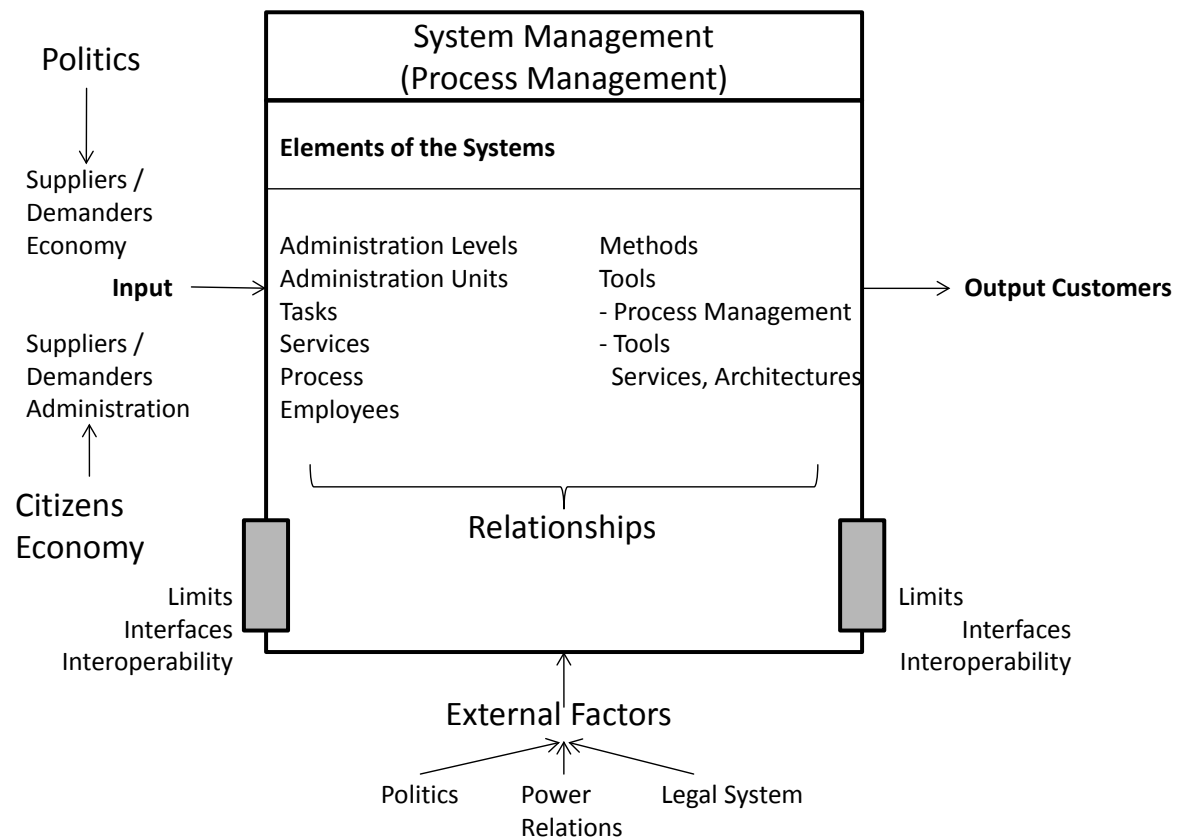 System Management
(Process Management)
Politics
Elements of the Systems
Suppliers /
Demanders
Economy
Input
Suppliers /
Demanders
Administration
Citizens
Economy
Administration Levels
Administration Units
Tasks
Services
Process
Employees
Methods
Tools
- Process Management
- Tools
Services, Architectures
Output Customers
Relationships
Limits
Interfaces
Interoperability
Limits
Interfaces
Interoperability
External Factors
Politics
Power
Relations
Legal System